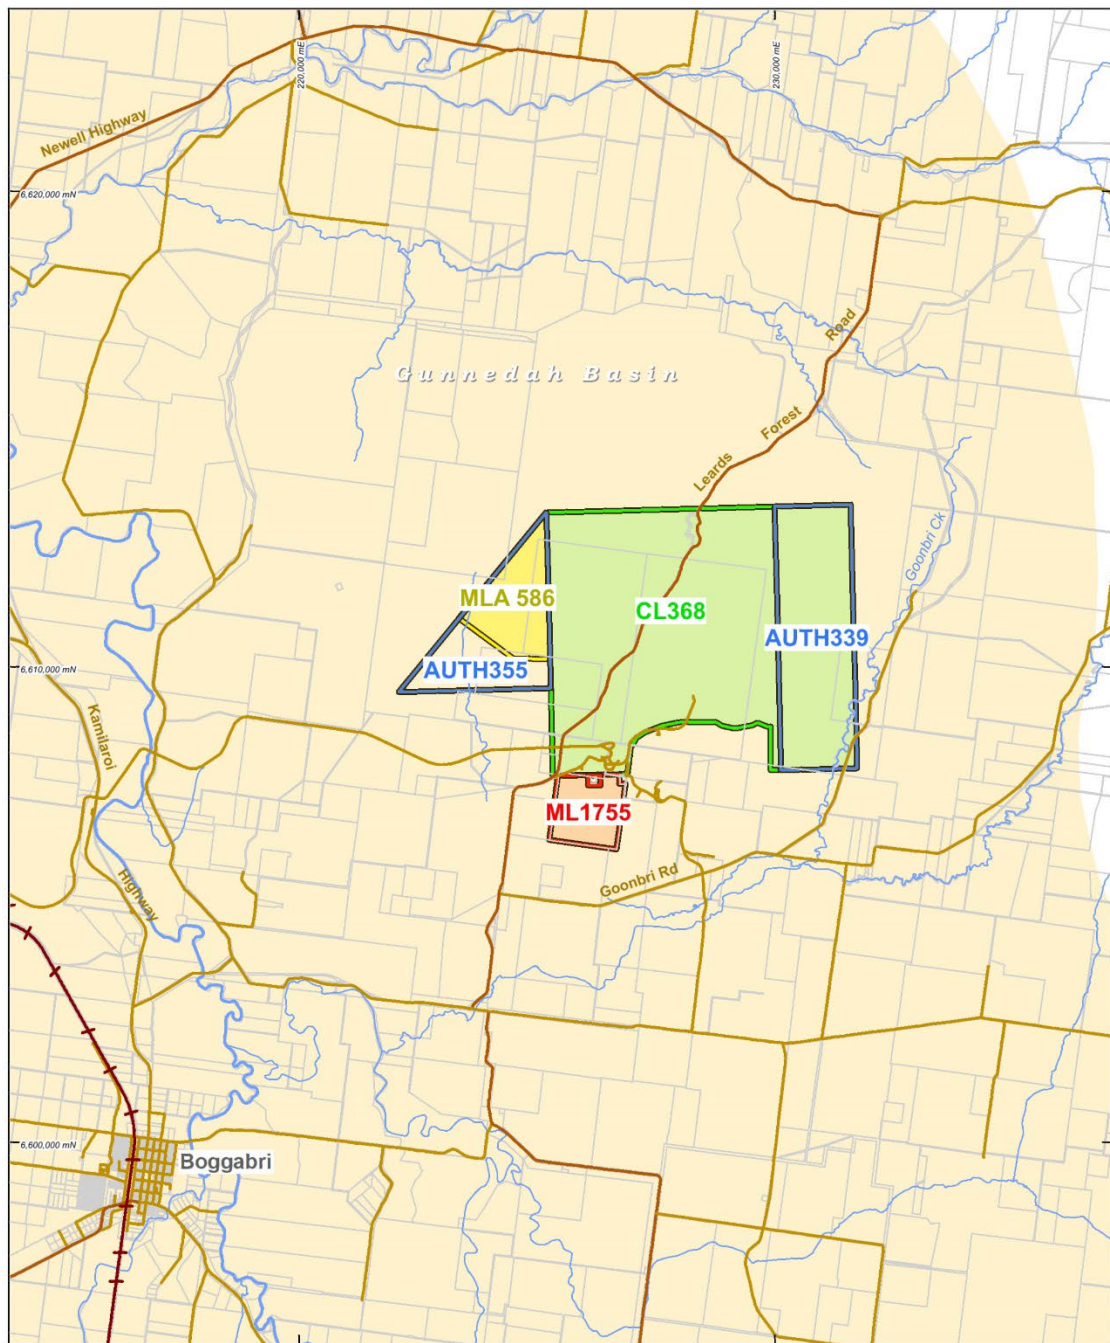 220,000 mE
230,000 mE
Newell Highway
6,620,000 mN
Road
Gunnedah Basin
Forest
Leards
Goonbri Ck
MLA 586
CL368
AUTH339
AUTH355
6,610,000 mN
Kamilaroi
ML1755
Highway
Goonbri Rd
6,600,000 mN
Boggabri